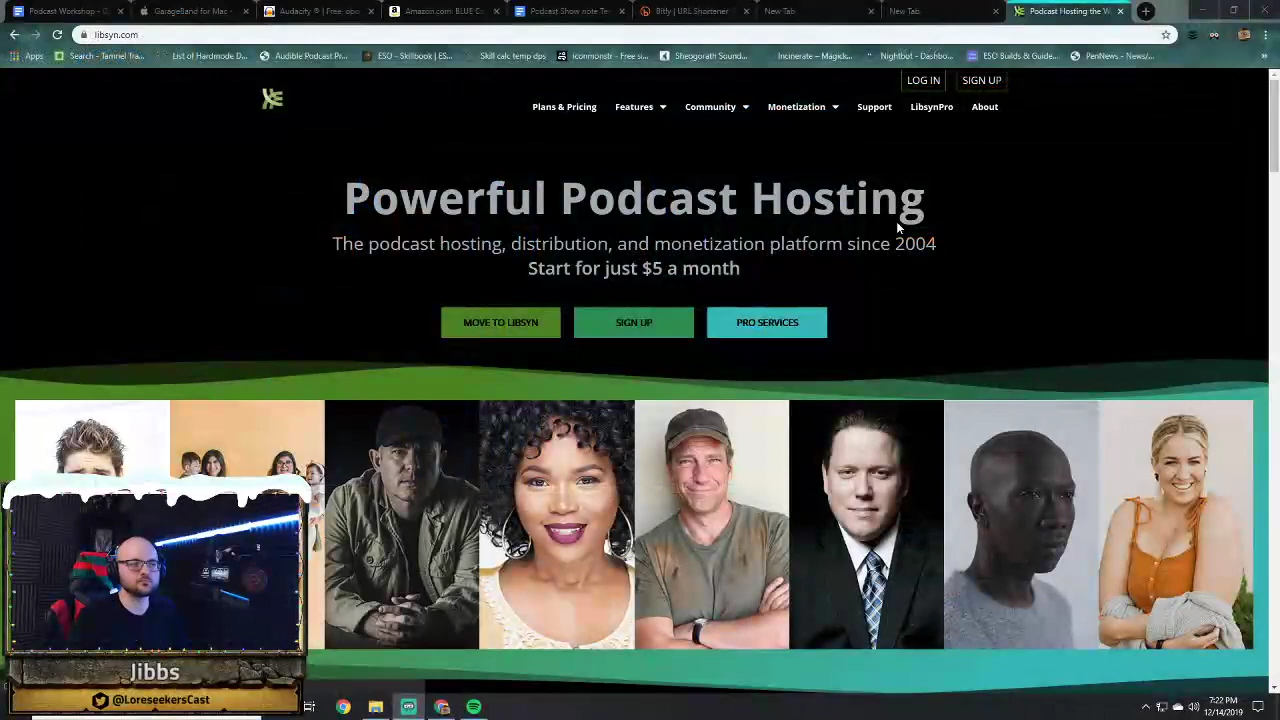 Podcast Workshop - G
GarageBand for Mac -
Audacity ® | Free, o
Amazon.com BLUE C
Podcast Show note Te
Bitly | URL Shortener
New Tab
New Tab
Podcast Hosting the W
libsyn.com
Apps
Search - Tamriel Tra...
List of Hardmode D...
Audible Podcast Pr...
ESO - Skillbook | ES...
Skill calc temp dps
iconmonstr - Free si...
Sheogorath Sound...
Incinerate - Magick...
Nightbot - Dashbo...
ESO Builds & Guide...
PenNews - News/...
LOG IN
SIGN UP
Plans & Pricing
Features
Community
Monetization
Support
LibsynPro
About
Powerful Podcast Hosting
The podcast hosting, distribution, and monetization platform since 2004
Start for just $5 a month
MOVE TO LIBSYN
SIGN UP
PRO SERVICES
Jibbs
@LoreseekersCast
7:22 PM
12/14/2019